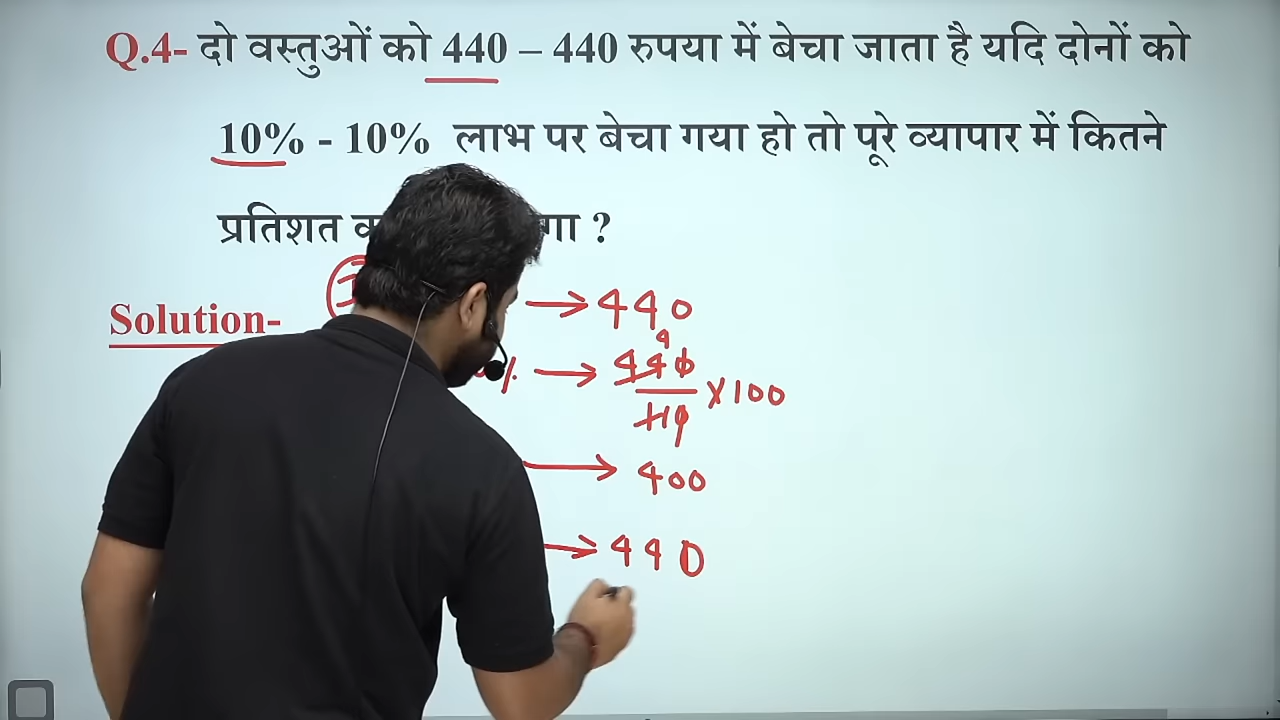 Q.4- दो वस्तुओं को 440 – 440 रुपया में बेचा जाता है यदि दोनों को
10% - 10% लाभ पर बेचा गया हो तो पूरे व्यापार में कितने
प्रतिशत ?
Solution-
→ 440
% → 440/110 × 100
4
→ 400
→ 440